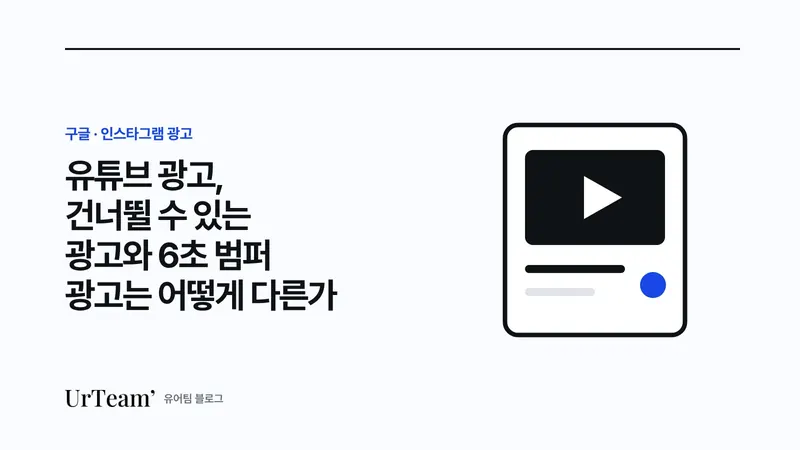 구글 · 인스타그램 광고
유튜브 광고,
건너뛸 수 있는
광고와 6초 범퍼
광고는 어떻게 다른가
UrTeam’ 유어팀 블로그